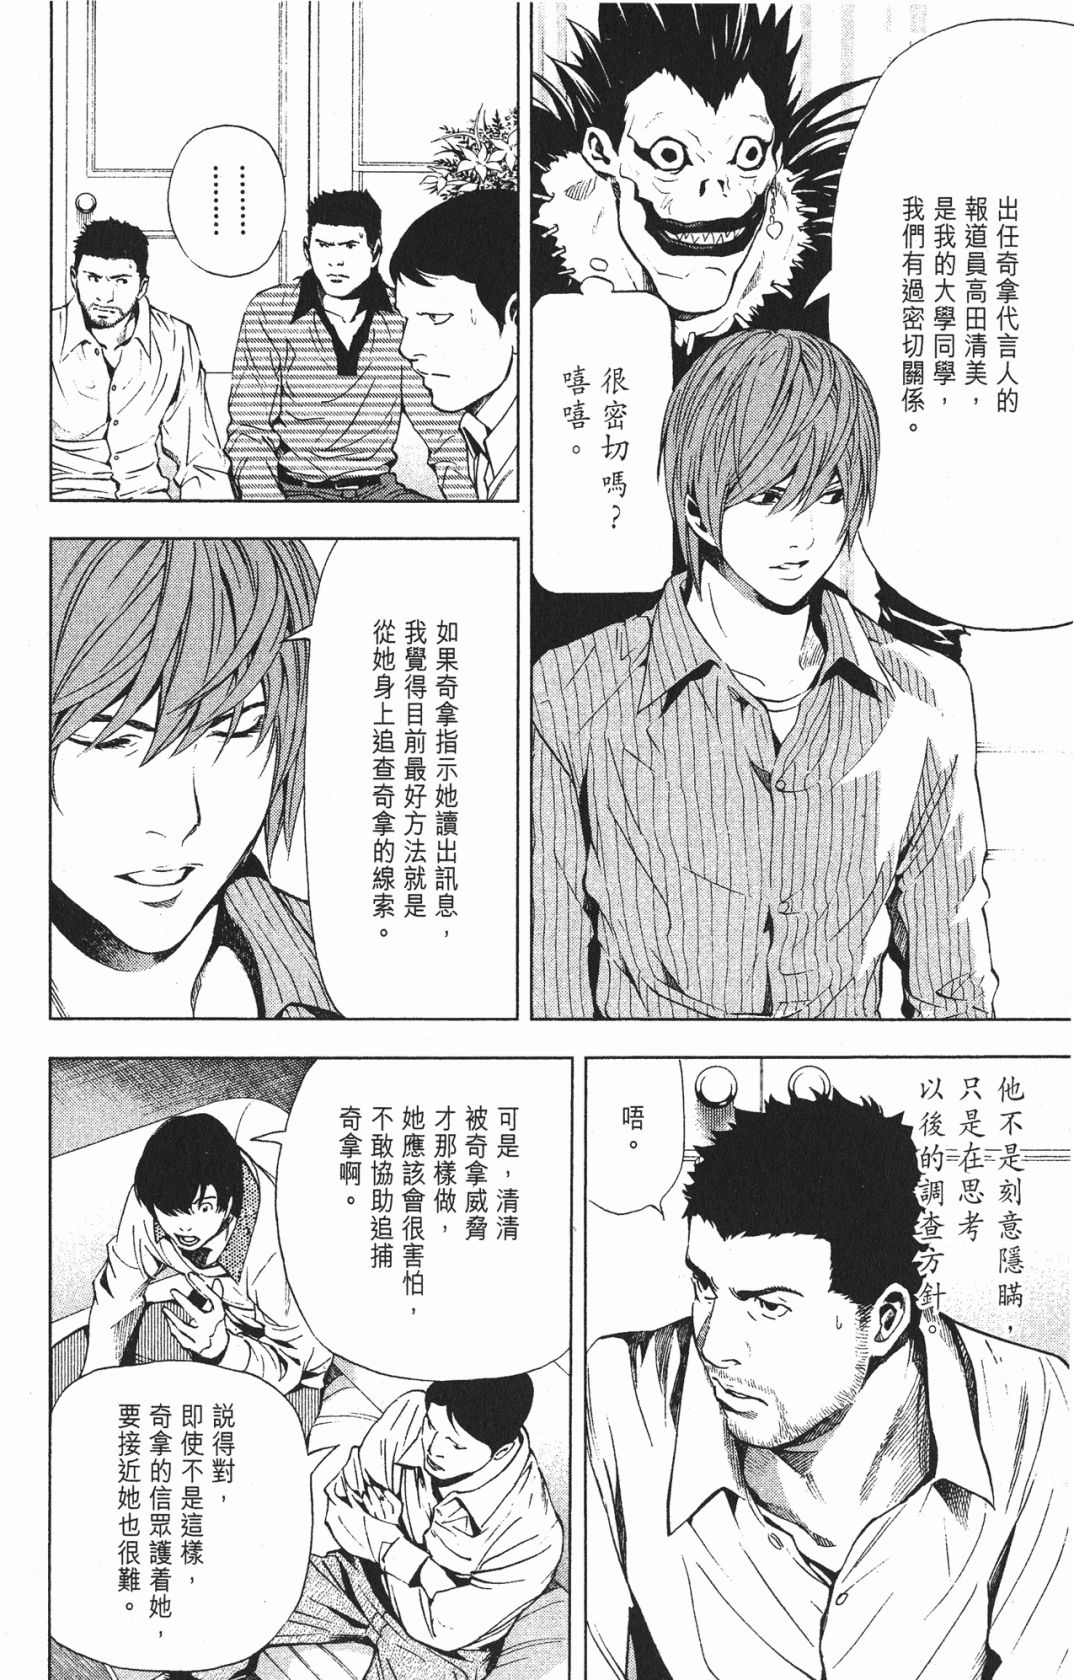 出任奇拿代言人的
報道員高田清美，
是我的大學同學，
我們有過密切關係。
很密切嗎？
嘻嘻。
………
………
如果奇拿指示她讀出訊息，
我覺得目前最好方法就是
從她身上追查奇拿的線索。
他不是刻意隱瞞，
只是在思考
以後的調查方針。
唔。
可是，清清
被奇拿威脅
才那樣做，
她應該會很害怕，
不敢協助追捕
奇拿啊。
説得對，
即使不是這樣，
奇拿的信眾護着她，
要接近她也很難。